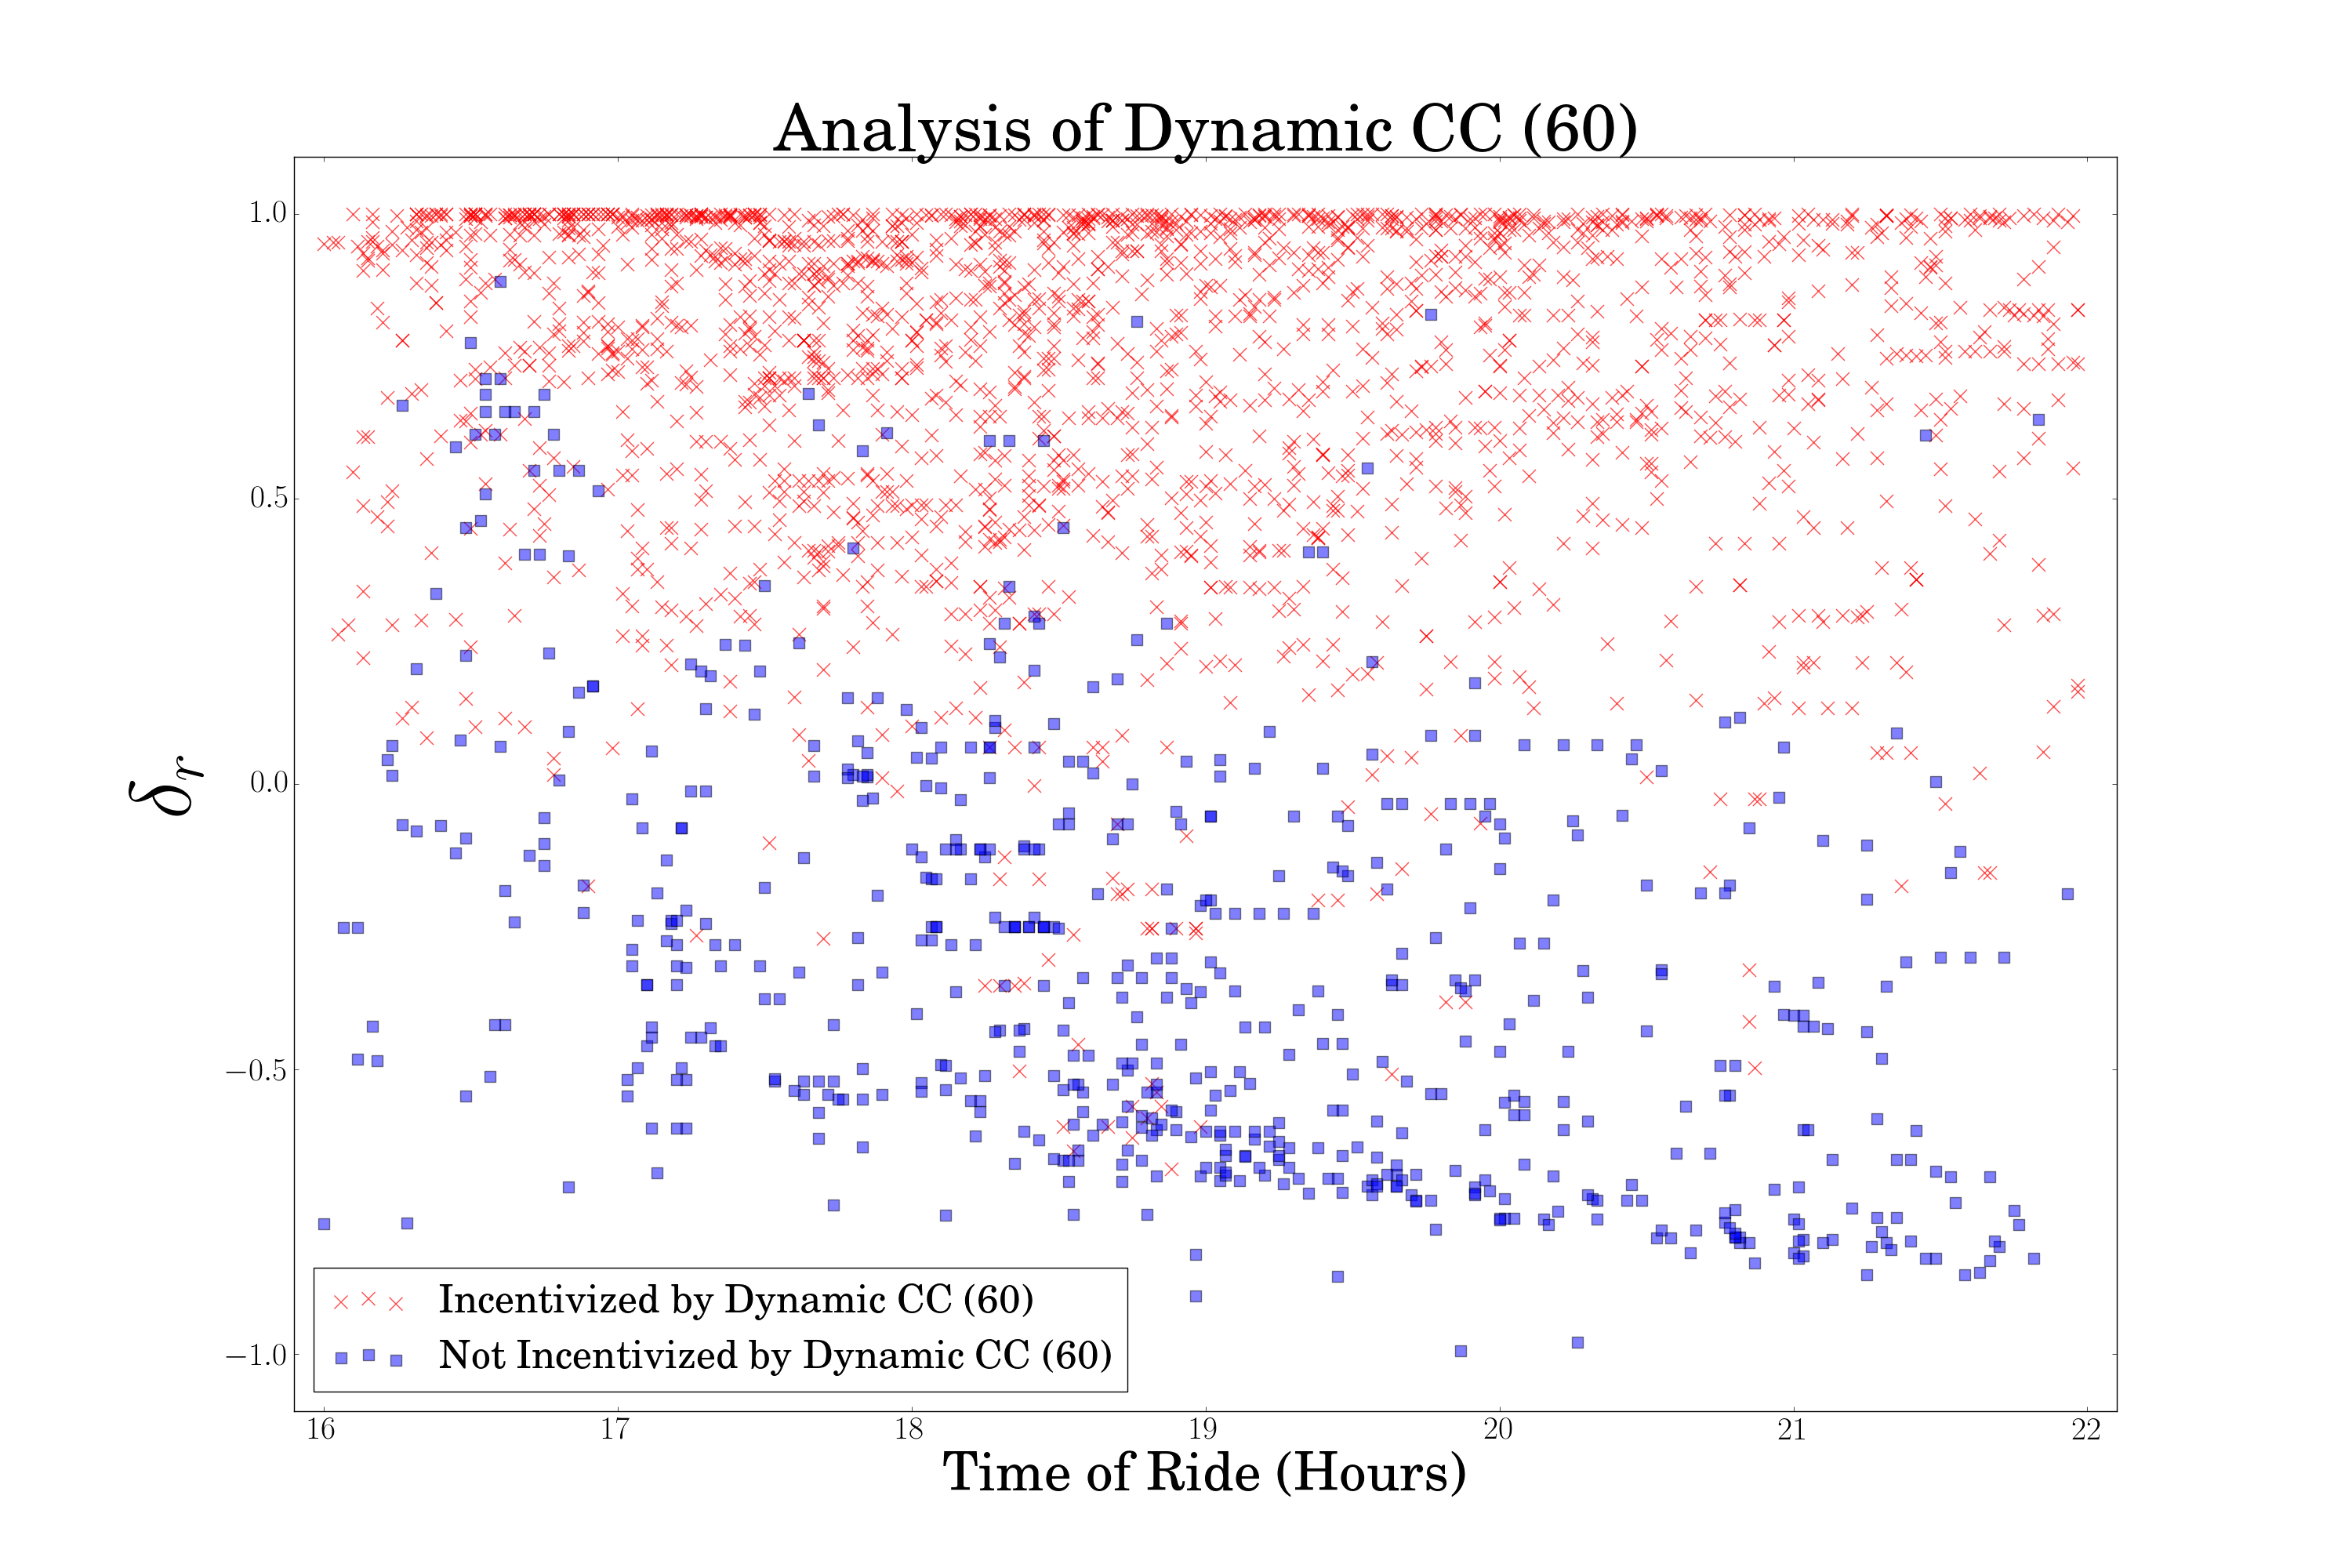 Analysis of Dynamic CC (60)
1.0
0.5
0.0
−0.5
−1.0
δr
Incentivized by Dynamic CC (60)
Not Incentivized by Dynamic CC (60)
16 17 18 19 20 21 22
Time of Ride (Hours)